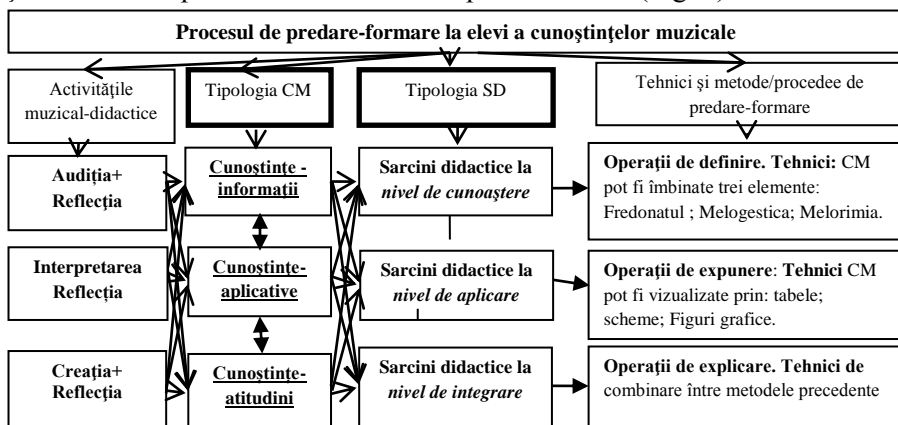 Procesul de predare-formare la elevi a cunoştinţelor muzicale
Activităţile
muzical-didactice
Tipologia CM
Tipologia SD
Tehnici şi metode/procedee de
predare-formare
Audiţia+
Reflecţia
Cunoştinţe -
informaţii
Sarcini didactice la
nivel de cunoaştere
Operaţii de definire. Tehnici: CM
pot fi îmbinate trei elemente:
Fredonatul ; Melogestica; Melorimia.
Interpretarea
Reflecţia
Cunoştinţe-
aplicative
Sarcini didactice la
nivel de aplicare
Operaţii de expunere: Tehnici CM
pot fi vizualizate prin: tabele;
scheme; Figuri grafice.
Creaţia+
Reflecţia
Cunoştinţe-
atitudini
Sarcini didactice la
nivel de integrare
Operaţii de explicare. Tehnici de
combinare între metodele precedente